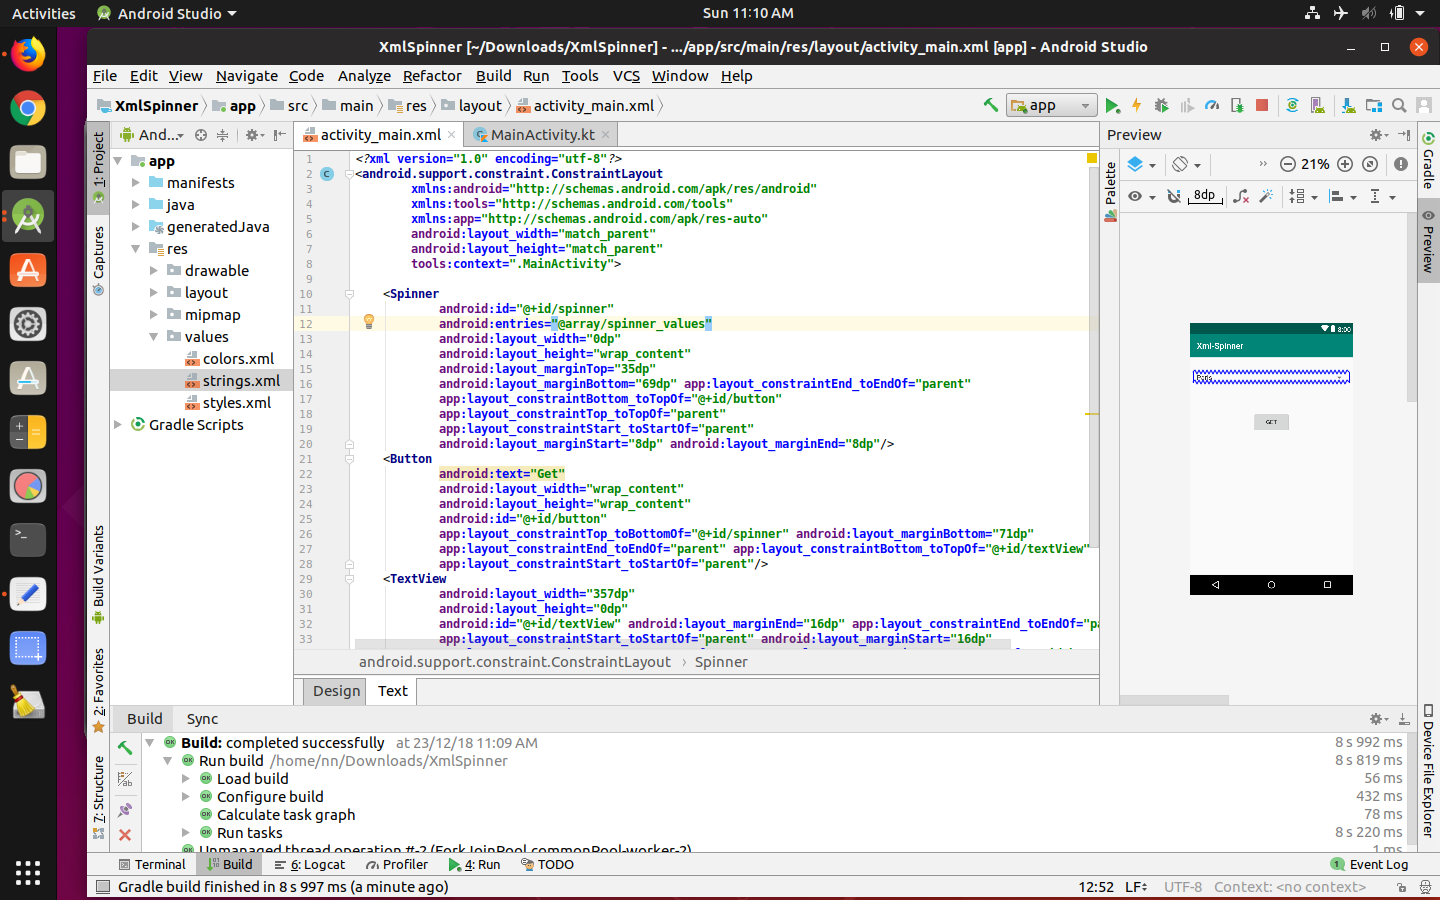 Activities
Android Studio
Sun 11:10 AM
XmlSpinner [~/Downloads/XmlSpinner] - .../app/src/main/res/layout/activity_main.xml [app] - Android Studio
File Edit View Navigate Code Analyze Refactor Build Run Tools VCS Window Help
XmlSpinner app src main res layout activity_main.xml
app
1: Project
Captures
Build Variants
2: Favorites
7: Structure
And...
app
manifests
java
generatedJava
res
drawable
layout
mipmap
values
colors.xml
strings.xml
styles.xml
Gradle Scripts
activity_main.xml
MainActivity.kt
1 <?xml version="1.0" encoding="utf-8"?>
2 <android.support.constraint.ConstraintLayout
3 xmlns:android="http://schemas.android.com/apk/res/android"
4 xmlns:tools="http://schemas.android.com/tools"
5 xmlns:app="http://schemas.android.com/apk/res-auto"
6 android:layout_width="match_parent"
7 android:layout_height="match_parent"
8 tools:context=".MainActivity">
9
10 <Spinner
11 android:id="@+id/spinner"
12 android:entries="@array/spinner_values"
13 android:layout_width="0dp"
14 android:layout_height="wrap_content"
15 android:layout_marginTop="35dp"
16 android:layout_marginBottom="69dp" app:layout_constraintEnd_toEndOf="parent"
17 app:layout_constraintBottom_toTopOf="@+id/button"
18 app:layout_constraintTop_toTopOf="parent"
19 app:layout_constraintStart_toStartOf="parent"
20 android:layout_marginStart="8dp" android:layout_marginEnd="8dp"/>
21 <Button
22 android:text="Get"
23 android:layout_width="wrap_content"
24 android:layout_height="wrap_content"
25 android:id="@+id/button"
26 app:layout_constraintTop_toBottomOf="@+id/spinner" android:layout_marginBottom="71dp"
27 app:layout_constraintEnd_toEndOf="parent" app:layout_constraintBottom_toTopOf="@+id/textView"
28 app:layout_constraintStart_toStartOf="parent"/>
29 <TextView
30 android:layout_width="357dp"
31 android:layout_height="0dp"
32 android:id="@+id/textView" android:layout_marginEnd="16dp" app:layout_constraintEnd_toEndOf="pa
33 app:layout_constraintStart_toStartOf="parent" android:layout_marginStart="16dp"
android.support.constraint.ConstraintLayout › Spinner
Design Text
Preview
Palette
21%
8dp
8:00
Xml-Spinner
GET
Gradle
Preview
Device File Explorer
Build Sync
Build: completed successfully at 23/12/18 11:09 AM 8 s 992 ms
Run build /home/nn/Downloads/XmlSpinner 8 s 819 ms
Load build 56 ms
Configure build 432 ms
Calculate task graph 78 ms
Run tasks 8 s 220 ms
Unmanaged thread operation #-2 (ForkJoinPool.commonPool-worker-2) 1 ms
Terminal Build 6: Logcat Profiler 4: Run TODO 1 Event Log
Gradle build finished in 8 s 997 ms (a minute ago) 12:52 LF÷ UTF-8 Context: <no context>